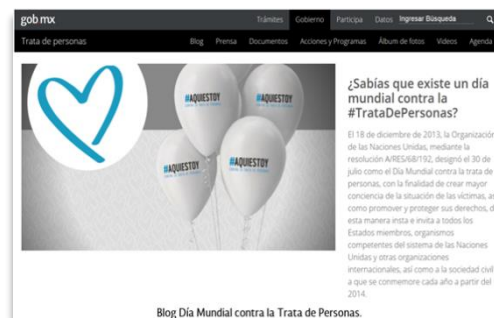 gob mx
Trámites Gobierno Participa Datos Ingresar Búsqueda
Trata de personas
Blog Prensa Documentos Acciones y Programas Álbum de fotos Videos Agenda
#AQUIESTOY
#AQUIESTOY
#AQUIESTOY
#AQUIESTOY
¿Sabías que existe un día
mundial contra la
#TrataDePersonas?
El 18 de diciembre de 2013, la Organización
de las Naciones Unidas, mediante la
resolución A/RES/68/192, designó el 30 de
julio como el Día Mundial contra la trata de
personas, con la finalidad de crear mayor
conciencia de la situación de las víctimas, a
como promover y proteger sus derechos, d
esta manera insta e invita a todos los
Estados miembros, organismos
competentes del sistema de las Naciones
Unidas y otras organizaciones
internacionales, así como a la sociedad civil
a que se conmemore cada año a partir del
2014.
Blog Día Mundial contra la Trata de Personas.